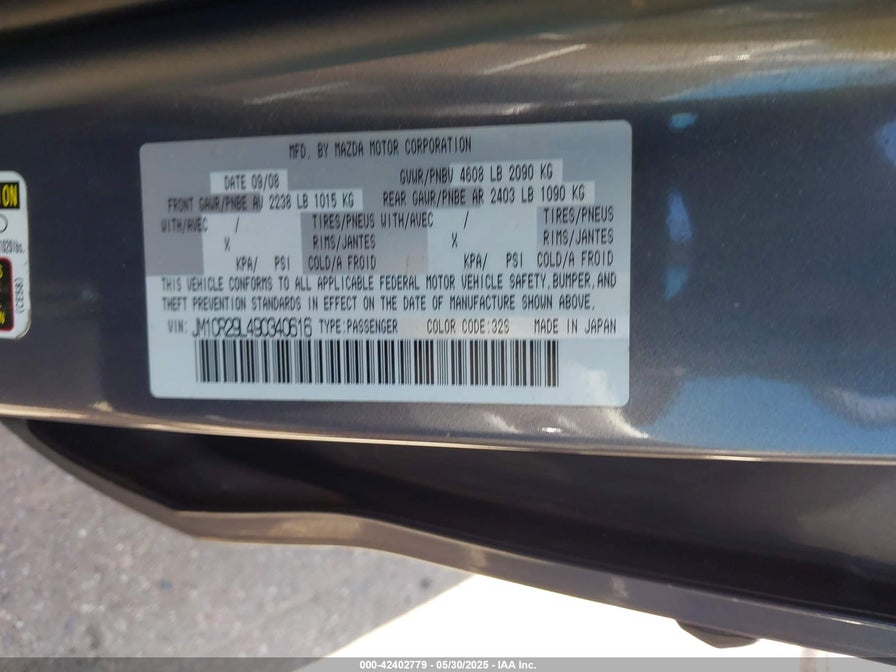 MFD. BY MAZDA MOTOR CORPORATION
DATE 09/08 GVWR/PNBV 4608 LB 2090 KG
FRONT GAWR/PNBE AV 2238 LB 1015 KG REAR GAWR/PNBE AR 2403 LB 1090 KG
WITH/AVEC / TIRES/PNEUS WITH/AVEC / TIRES/PNEUS
X RIMS/JANTES X RIMS/JANTES
KPA/ PSI COLD/A FROID KPA/ PSI COLD/A FROID
THIS VEHICLE CONFORMS TO ALL APPLICABLE FEDERAL MOTOR VEHICLE SAFETY, BUMPER, AND
THEFT PREVENTION STANDARDS IN EFFECT ON THE DATE OF MANUFACTURE SHOWN ABOVE.
VIN: JM1CR29L490340616 TYPE:PASSENGER COLOR CODE:32S MADE IN JAPAN
000-42402779 — 05/30/2025 — IAA Inc.